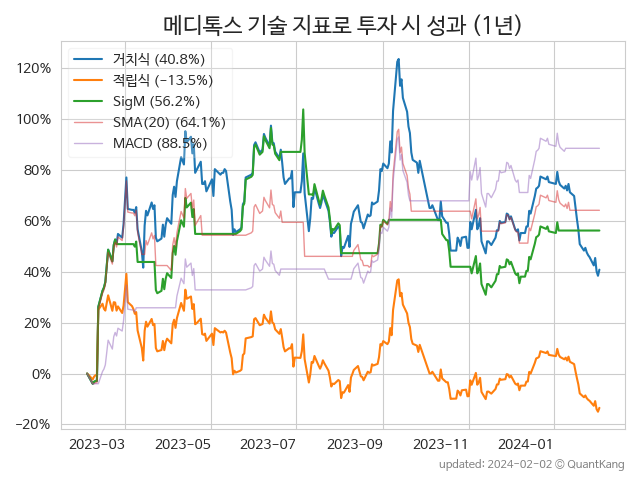 메디톡스 기술 지표로 투자 시 성과 (1년)
거치식 (40.8%)
적립식 (-13.5%)
SigM (56.2%)
SMA(20) (64.1%)
MACD (88.5%)
120%
100%
80%
60%
40%
20%
0%
-20%
2023-03 2023-05 2023-07 2023-09 2023-11 2024-01
updated: 2024-02-02 ⓒ QuantKang